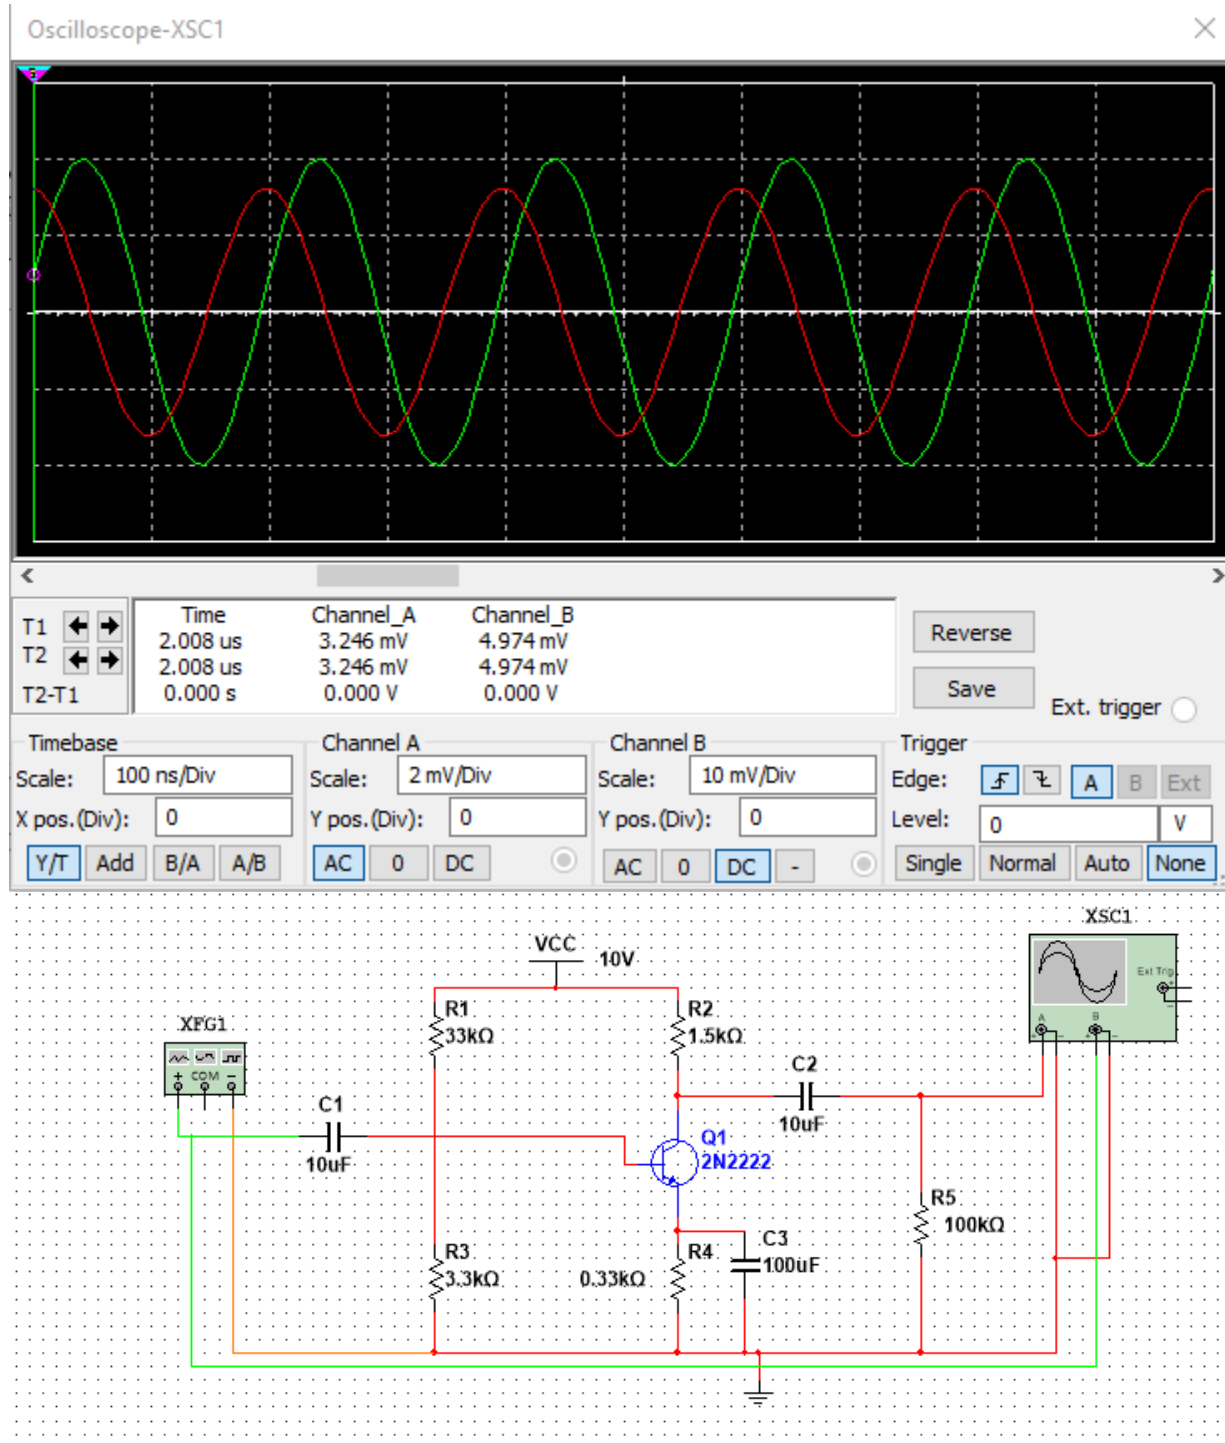 Oscilloscope-XSC1
Time Channel_A Channel_B
T1 2.008 us 3.246 mV 4.974 mV
T2 2.008 us 3.246 mV 4.974 mV
T2-T1 0.000 s 0.000 V 0.000 V
Reverse
Save
Ext. trigger
Timebase
Scale: 100 ns/Div
X pos.(Div): 0
Y/T Add B/A A/B
Channel A
Scale: 2 mV/Div
Y pos.(Div): 0
AC 0 DC
Channel B
Scale: 10 mV/Div
Y pos.(Div): 0
AC 0 DC -
Trigger
Edge: A B Ext
Level: 0 V
Single Normal Auto None
XSC1
Ext Trig
+
-
A B
+ - + -
VCC
10V
R1
33kΩ
R2
1.5kΩ
XFG1
+ COM -
C1
10uF
C2
10uF
Q1
2N2222
R5
100kΩ
R3
3.3kΩ
R4
0.33kΩ
C3
100uF